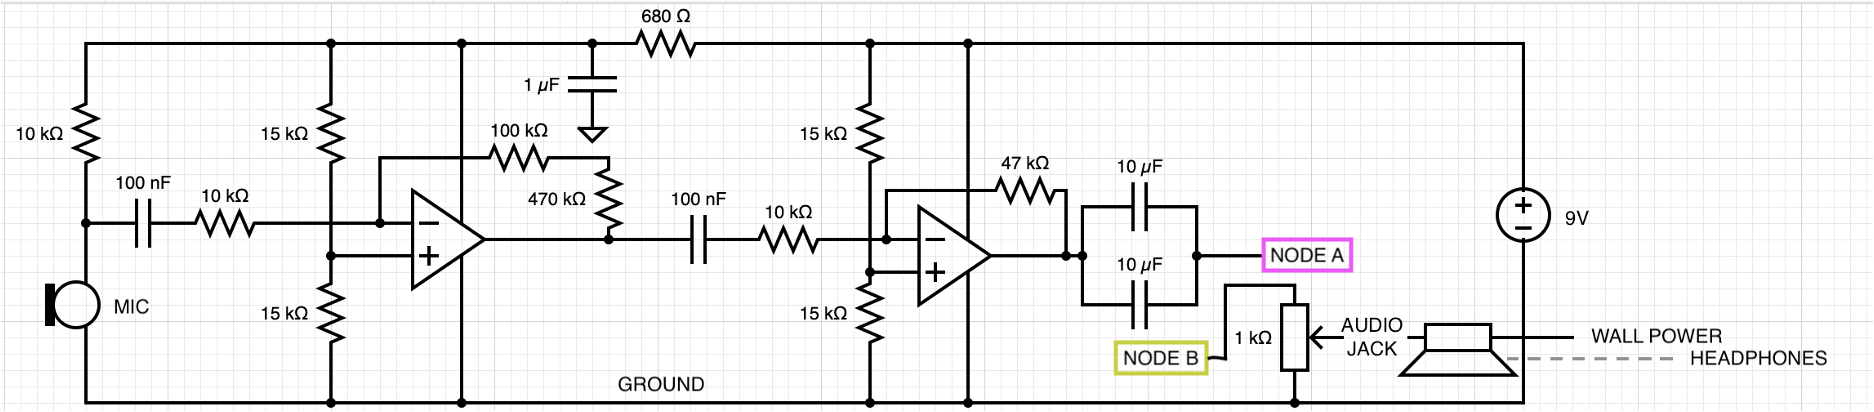 680 Ω
1 µF
10 kΩ
15 kΩ
100 kΩ
15 kΩ
47 kΩ
10 µF
100 nF
10 kΩ
470 kΩ
100 nF
10 kΩ
9V
NODE A
10 µF
MIC
15 kΩ
15 kΩ
1 kΩ
AUDIO
JACK
WALL POWER
NODE B
HEADPHONES
GROUND